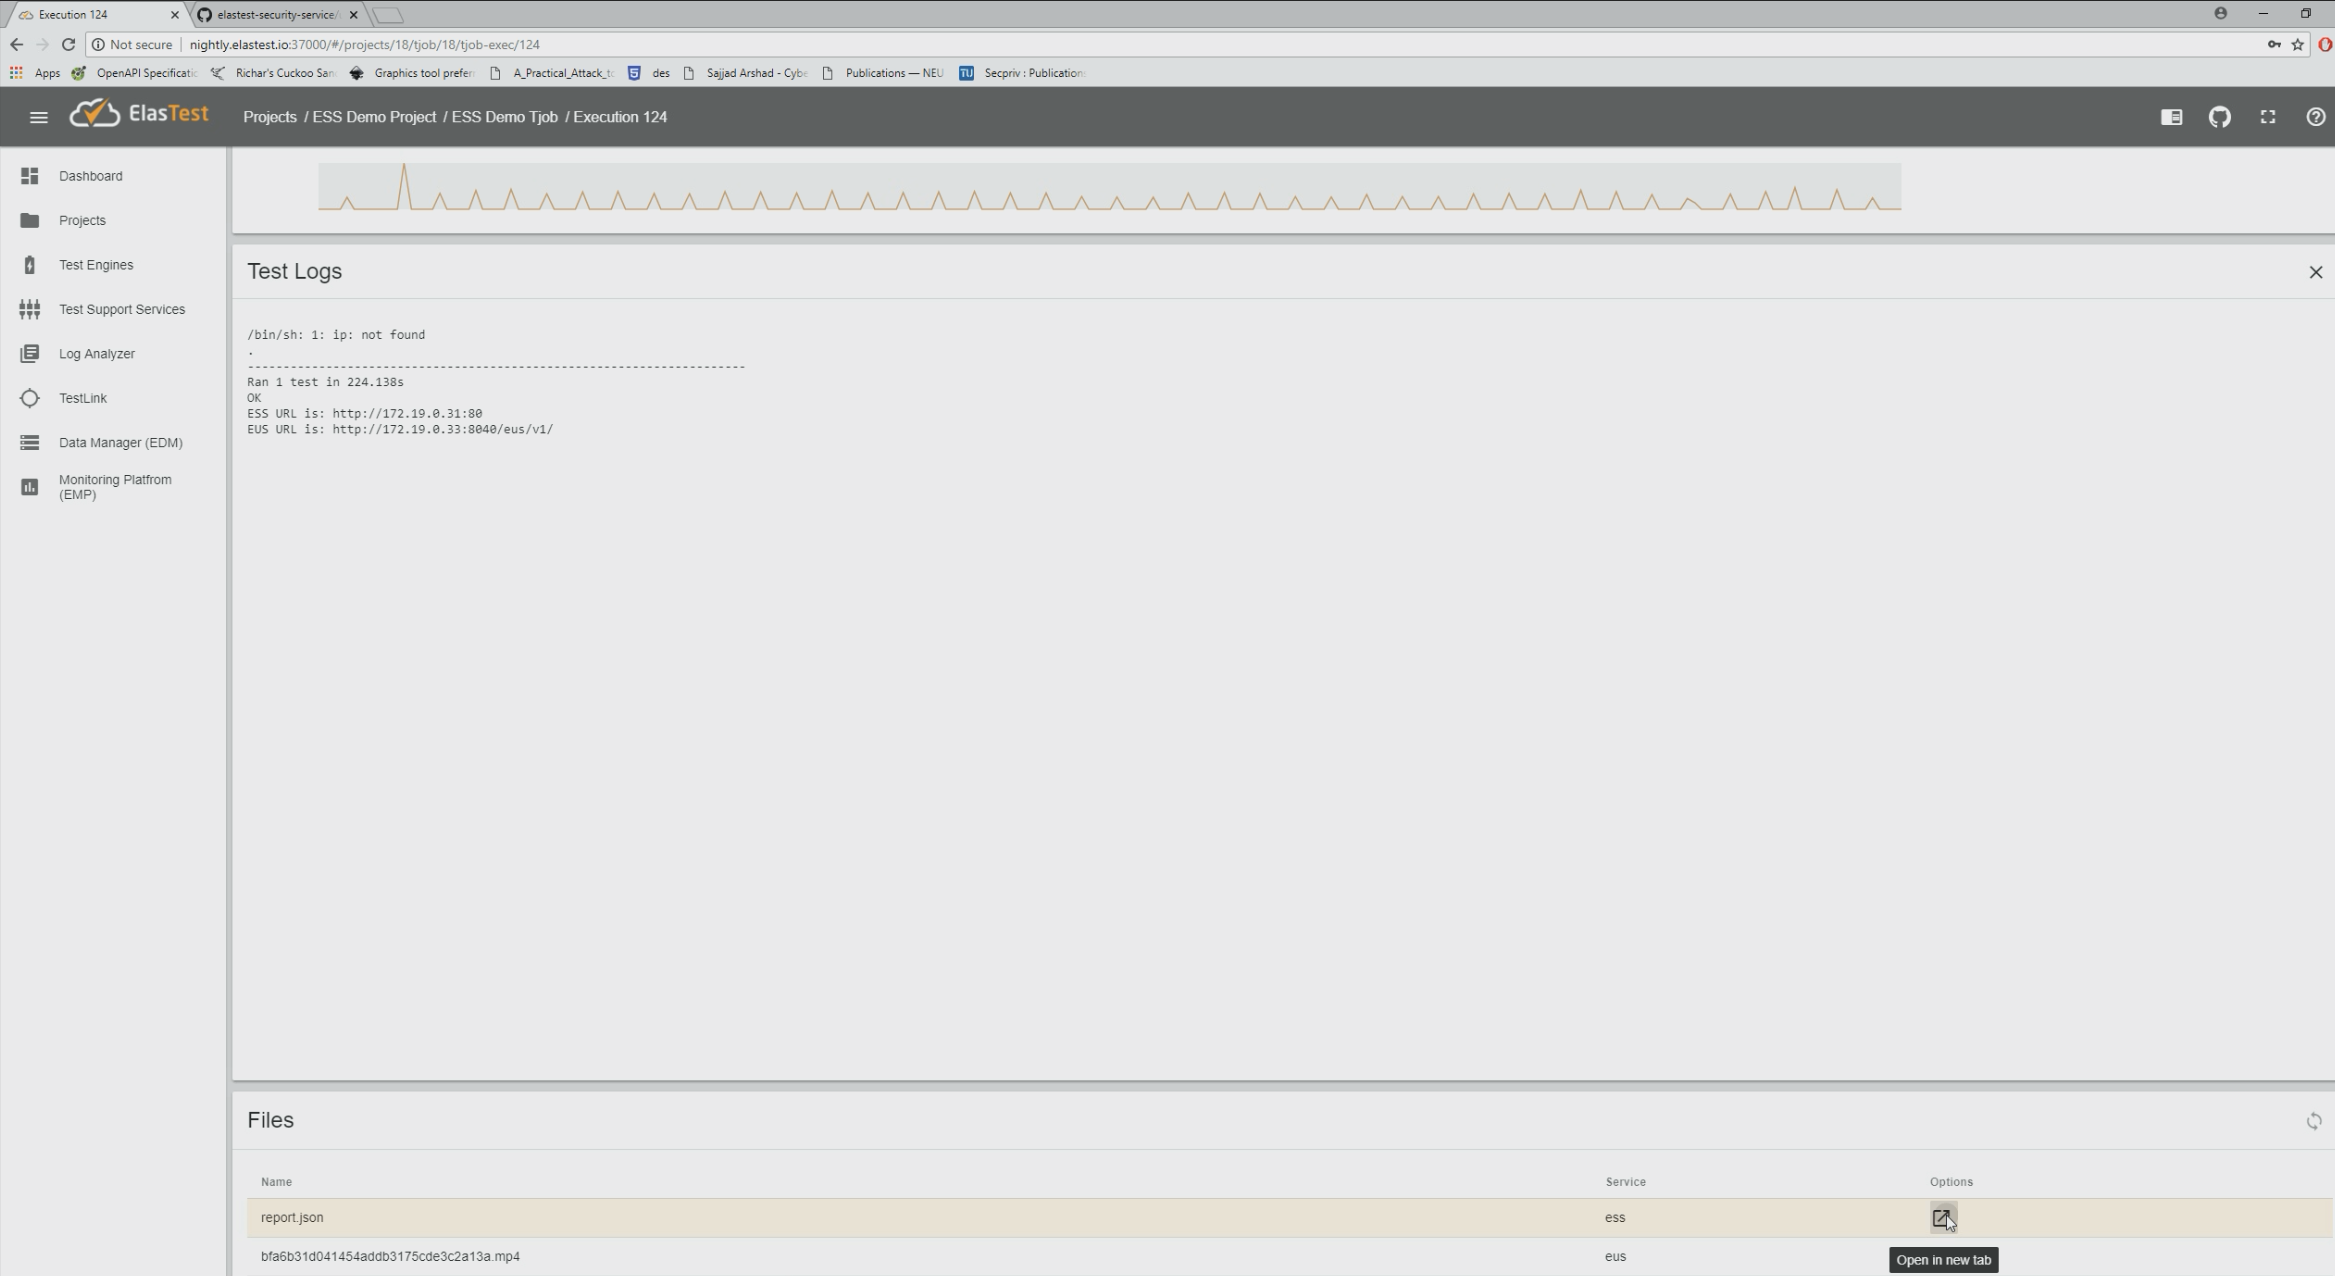 Execution 124
elastest-security-service/
Not secure
nightly.elastest.io:37000/#/projects/18/tjob/18/tjob-exec/124
Apps
OpenAPI Specificatic
Richar's Cuckoo San
Graphics tool prefer
A_Practical_Attack_to
des
Sajjad Arshad - Cybe
Publications — NEU
TU
Secpriv : Publication
ElasTest
Projects / ESS Demo Project / ESS Demo Tjob / Execution 124
Dashboard
Projects
Test Engines
Test Support Services
Log Analyzer
TestLink
Data Manager (EDM)
Monitoring Platfrom
(EMP)
Test Logs
/bin/sh: 1: ip: not found
.
----------------------------------------------------------------------
Ran 1 test in 224.138s
OK
ESS URL is: http://172.19.0.31:80
EUS URL is: http://172.19.0.33:8040/eus/v1/
Files
Name Service Options
report.json ess
bfa6b31d041454addb3175cde3c2a13a.mp4 eus
Open in new tab